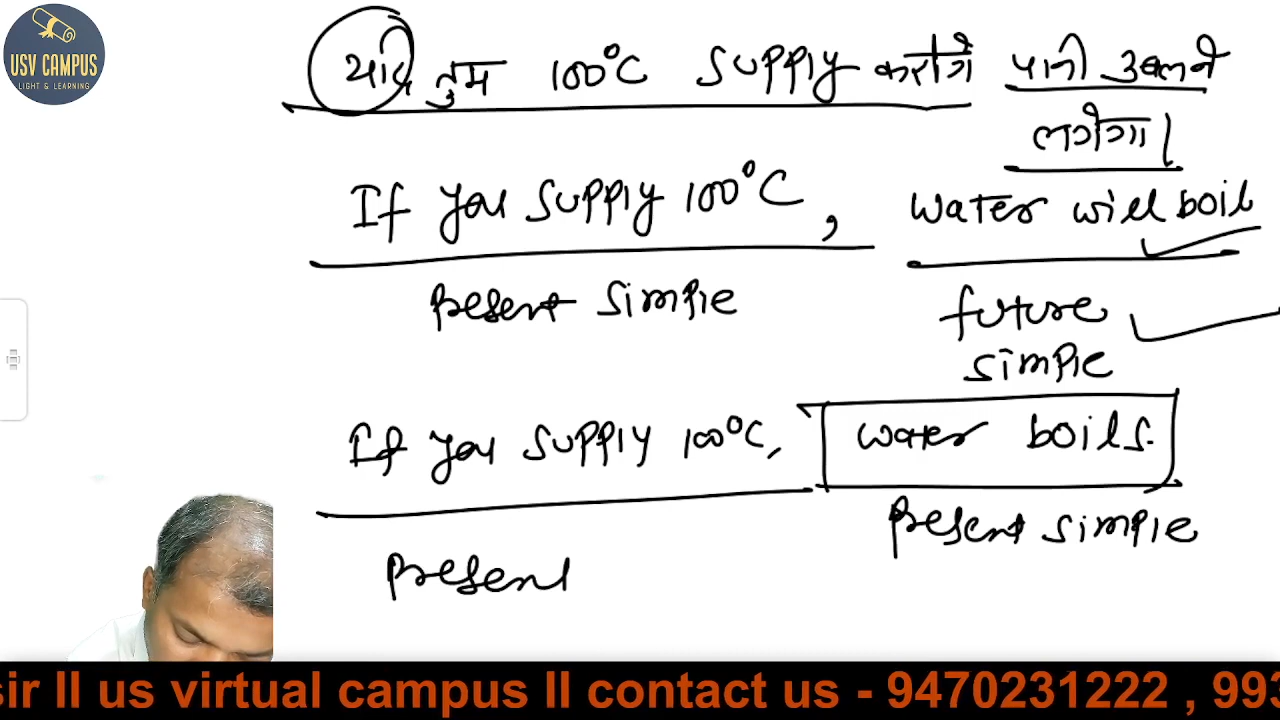 USV CAMPUS
LIGHT & LEARNING
यदि तुम 100°C supply करोगे पानी उबलने
लगेगा।
If you supply 100°C, water will boil
Present simple future
simple
If you supply 100°C, water boils.
Present simple
Present
sir II us virtual campus II contact us - 9470231222 , 993